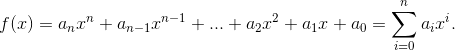 f(x) = a_n x^n + a_{n-1} x^{n-1} + ... + a_2 x^2 + a_1 x + a_0 = \sum_{i=0}^{n} a_i x^i.